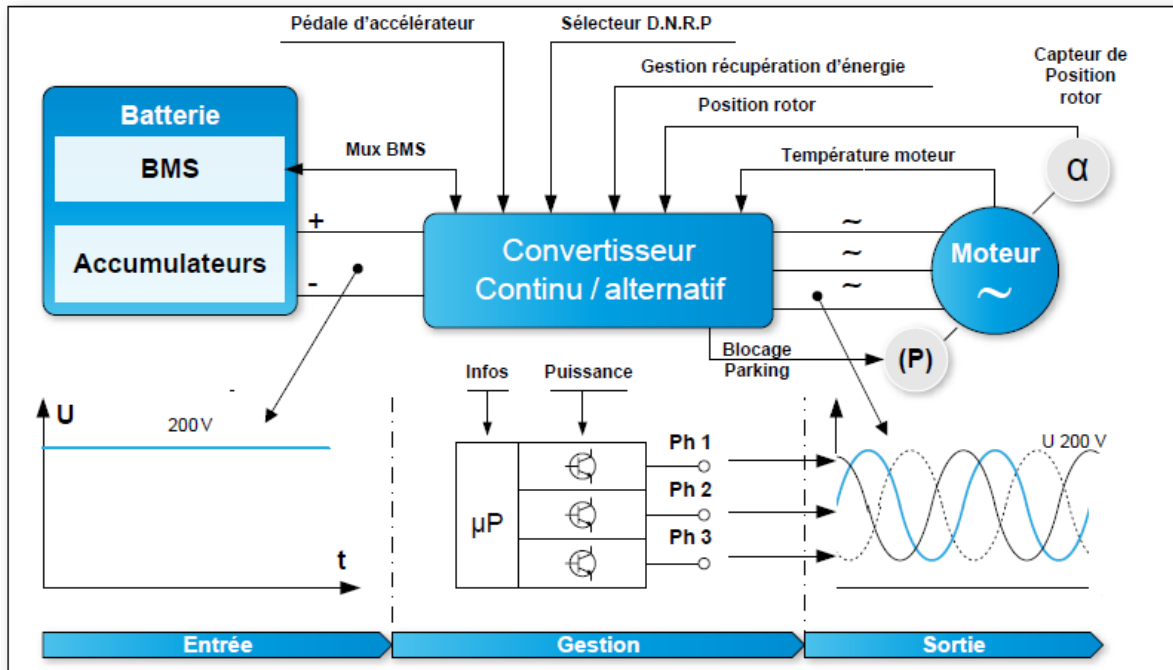 Pédale d'accélérateur
Sélecteur D.N.R.P
Capteur de
Position
rotor
Gestion récupération d'énergie
Position rotor
Batterie
BMS
Mux BMS
Température moteur
α
+
Accumulateurs
-
Convertisseur
Continu / alternatif
~
~
~
Moteur
~
Blocage
Parking
(P)
Infos
Puissance
-
U
200 V
t
µP
Ph 1
Ph 2
Ph 3
U 200 V
Entrée
Gestion
Sortie